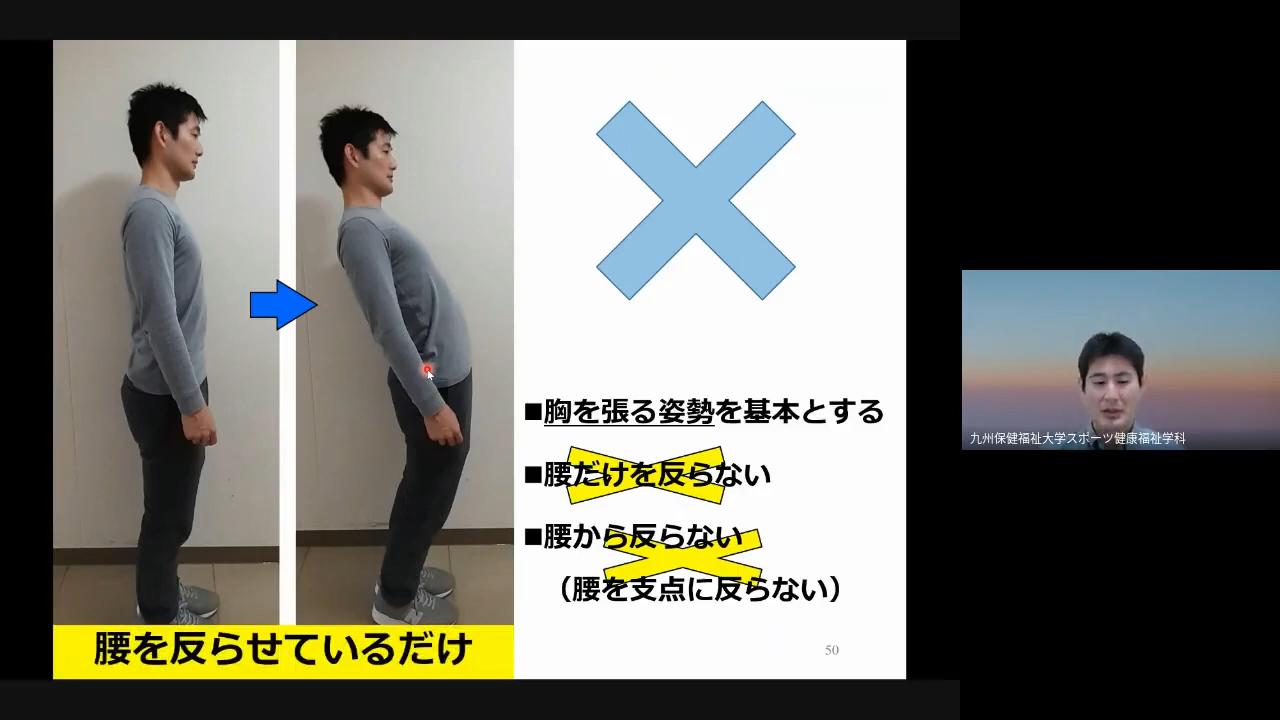 ■胸を張る姿勢を基本とする
■腰だけを反らない
■腰から反らない
（腰を支点に反らない）
腰を反らせているだけ
50
九州保健福祉大学スポーツ健康福祉学科